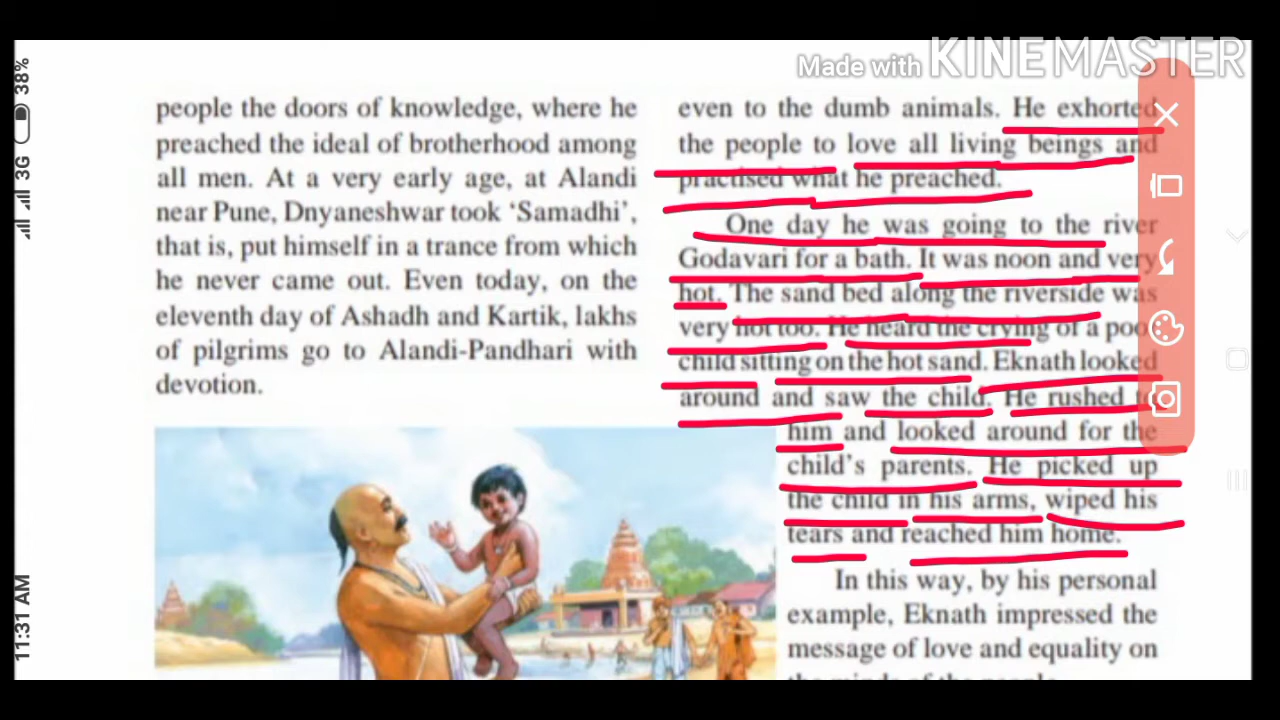 Made with KINEMASTER
38%
3G
11:31 AM
people the doors of knowledge, where he
preached the ideal of brotherhood among
all men. At a very early age, at Alandi
near Pune, Dnyaneshwar took ‘Samadhi’,
that is, put himself in a trance from which
he never came out. Even today, on the
eleventh day of Ashadh and Kartik, lakhs
of pilgrims go to Alandi-Pandhari with
devotion.
even to the dumb animals. He exhorted
the people to love all living beings and
practised what he preached.
One day he was going to the river
Godavari for a bath. It was noon and very
hot. The sand bed along the riverside was
very hot too. He heard the crying of a poor
child sitting on the hot sand. Eknath looked
around and saw the child. He rushed to
him and looked around for the
child’s parents. He picked up
the child in his arms, wiped his
tears and reached him home.
In this way, by his personal
example, Eknath impressed the
message of love and equality on
the minds of the people.